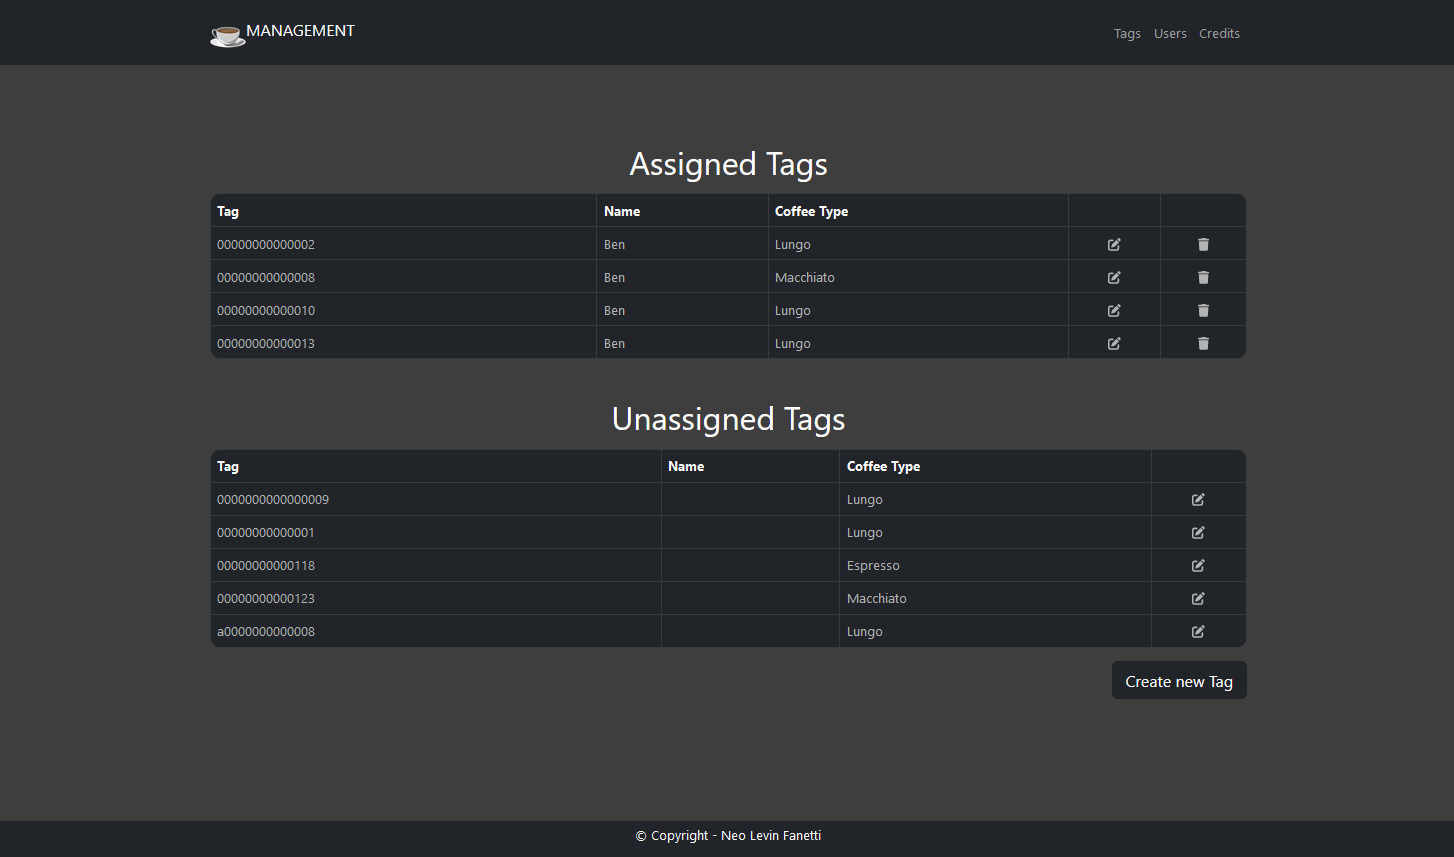 MANAGEMENT Tags Users Credits
Assigned Tags
Tag Name Coffee Type
00000000000002 Ben Lungo
00000000000008 Ben Macchiato
00000000000010 Ben Lungo
00000000000013 Ben Lungo
Unassigned Tags
Tag Name Coffee Type
0000000000000009 Lungo
00000000000001 Lungo
00000000000118 Espresso
00000000000123 Macchiato
a0000000000008 Lungo
Create new Tag
© Copyright - Neo Levin Fanetti